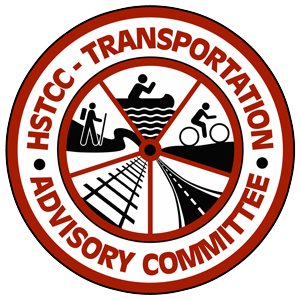 HSTCC - TRANSPORTATION
ADVISORY COMMITTEE